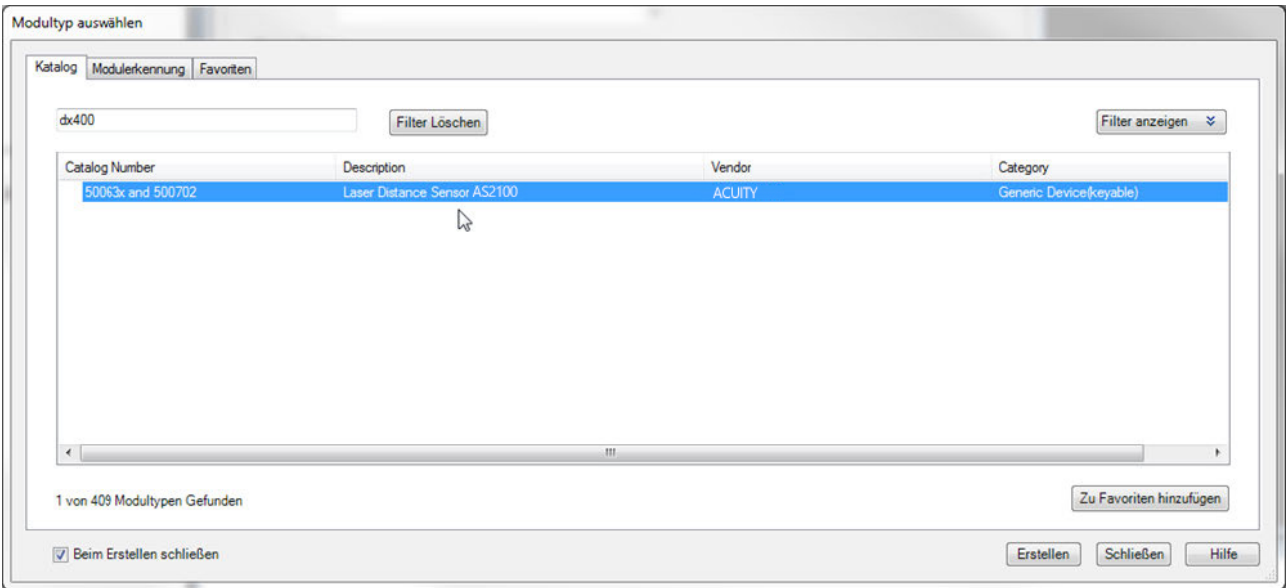 Modultyp auswählen
Katalog Modulerkennung Favoriten
dx400 Filter Löschen Filter anzeigen
Catalog Number Description Vendor Category
50063x and 500702 Laser Distance Sensor AS2100 ACUITY Generic Device(keyable)
1 von 409 Modultypen Gefunden Zu Favoriten hinzufügen
Beim Erstellen schließen Erstellen Schließen Hilfe